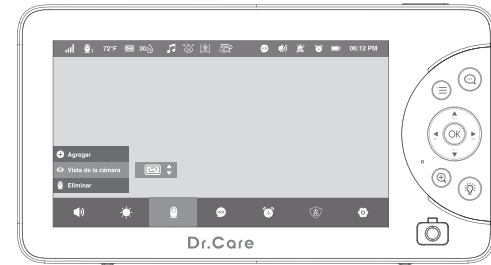 72°F 30 06:12 PM
Agregar
Vista de la cámara
Eliminar
OK
Dr.Care